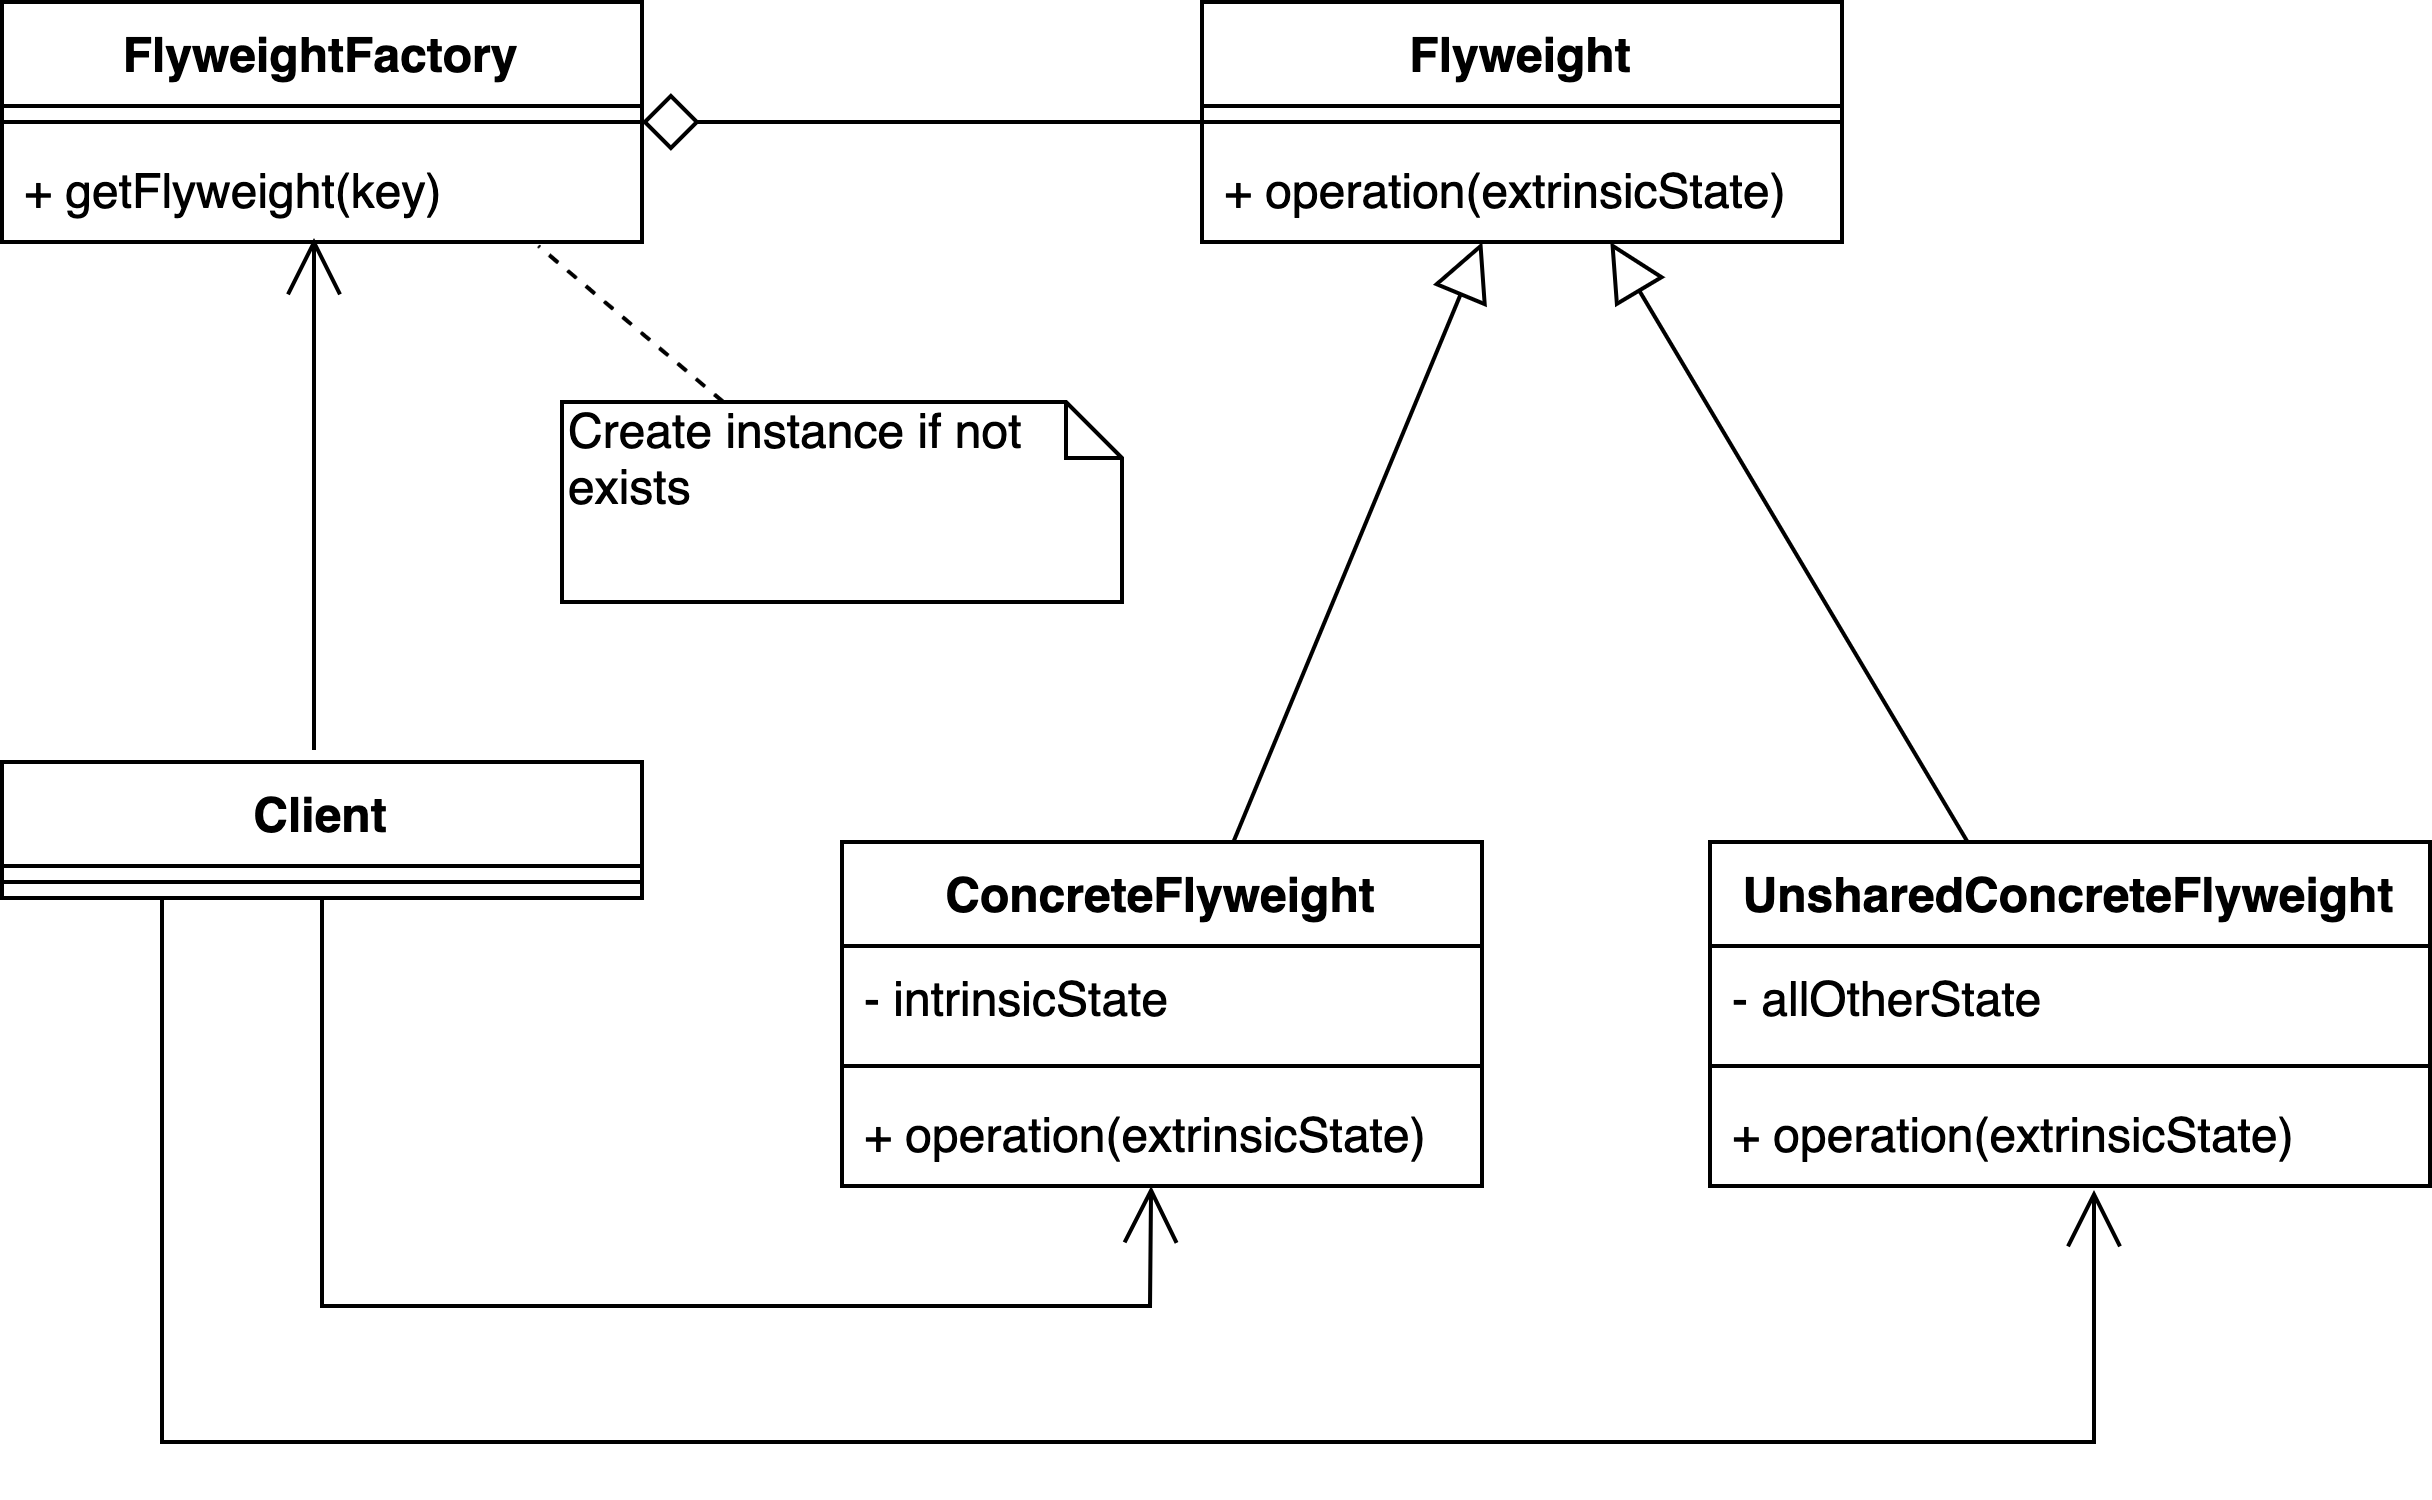 FlyweightFactory
+ getFlyweight(key)
Flyweight
+ operation(extrinsicState)
Create instance if not
exists
Client
ConcreteFlyweight
- intrinsicState
+ operation(extrinsicState)
UnsharedConcreteFlyweight
- allOtherState
+ operation(extrinsicState)